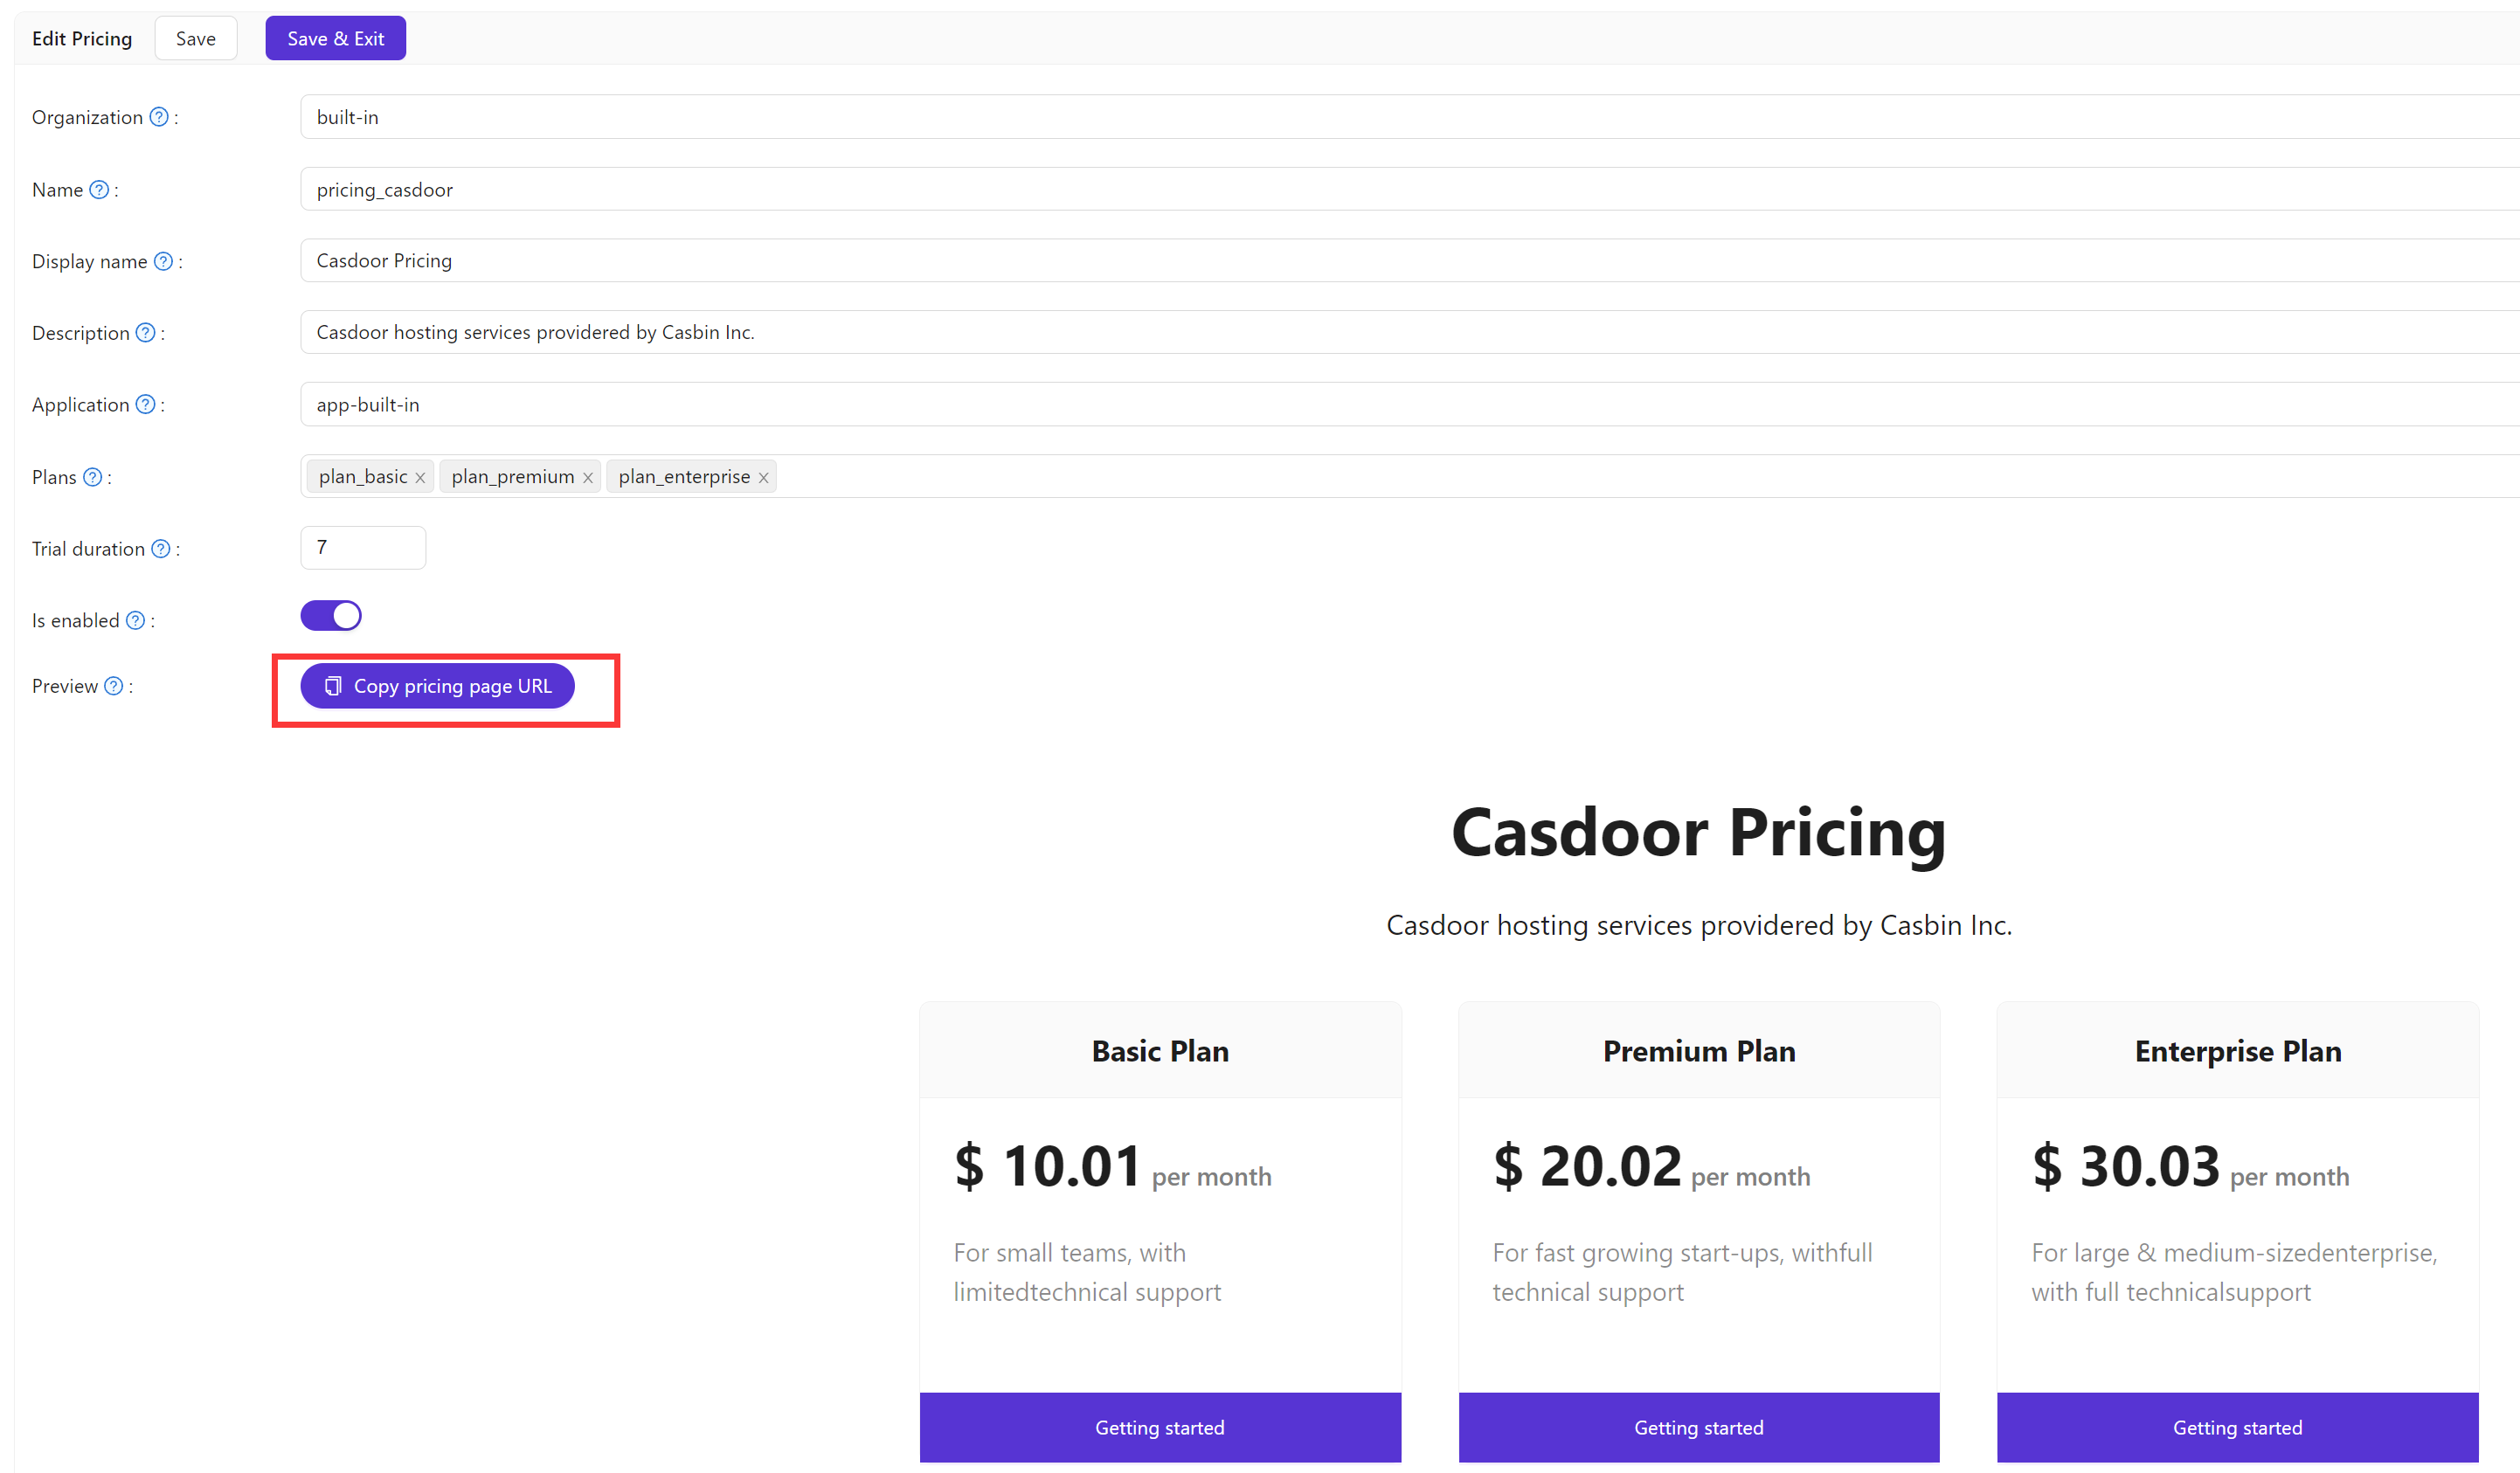 Edit Pricing Save Save & Exit
Organization ? : built-in
Name ? : pricing_casdoor
Display name ? : Casdoor Pricing
Description ? : Casdoor hosting services providered by Casbin Inc.
Application ? : app-built-in
Plans ? : plan_basic × plan_premium × plan_enterprise ×
Trial duration ? : 7
Is enabled ? :
Preview ? : Copy pricing page URL
Casdoor Pricing
Casdoor hosting services providered by Casbin Inc.
Basic Plan
$ 10.01 per month
For small teams, with
limitedtechnical support
Getting started
Premium Plan
$ 20.02 per month
For fast growing start-ups, withfull
technical support
Getting started
Enterprise Plan
$ 30.03 per month
For large & medium-sizedenterprise,
with full technicalsupport
Getting started